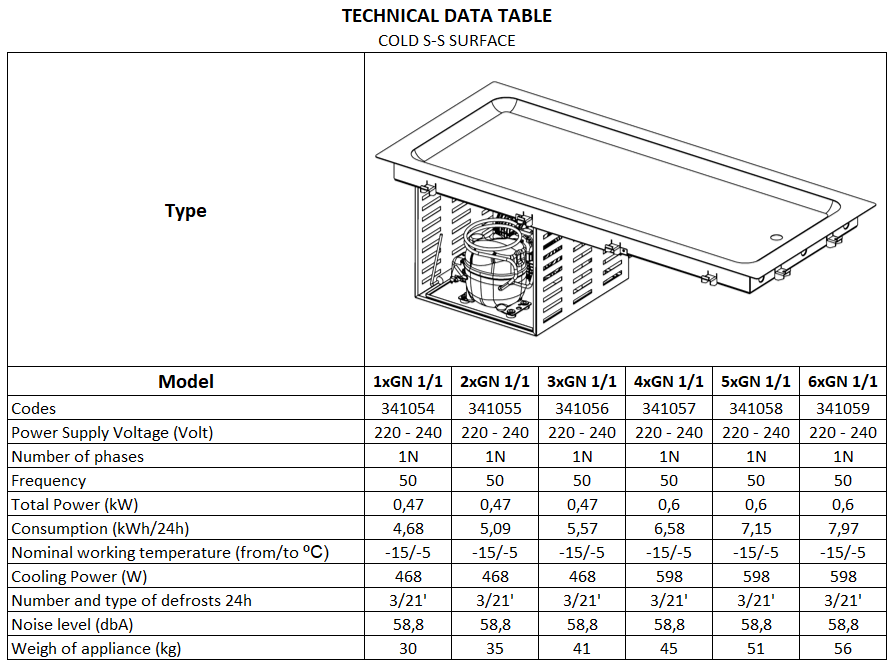 TECHNICAL DATA TABLE
COLD S-S SURFACE
Type
Model 1xGN 1/1 2xGN 1/1 3xGN 1/1 4xGN 1/1 5xGN 1/1 6xGN 1/1
Codes 341054 341055 341056 341057 341058 341059
Power Supply Voltage (Volt) 220 - 240 220 - 240 220 - 240 220 - 240 220 - 240 220 - 240
Number of phases 1N 1N 1N 1N 1N 1N
Frequency 50 50 50 50 50 50
Total Power (kW) 0,47 0,47 0,47 0,6 0,6 0,6
Consumption (kWh/24h) 4,68 5,09 5,57 6,58 7,15 7,97
Nominal working temperature (from/to ºC) -15/-5 -15/-5 -15/-5 -15/-5 -15/-5 -15/-5
Cooling Power (W) 468 468 468 598 598 598
Number and type of defrosts 24h 3/21' 3/21' 3/21' 3/21' 3/21' 3/21'
Noise level (dbA) 58,8 58,8 58,8 58,8 58,8 58,8
Weigh of appliance (kg) 30 35 41 45 51 56